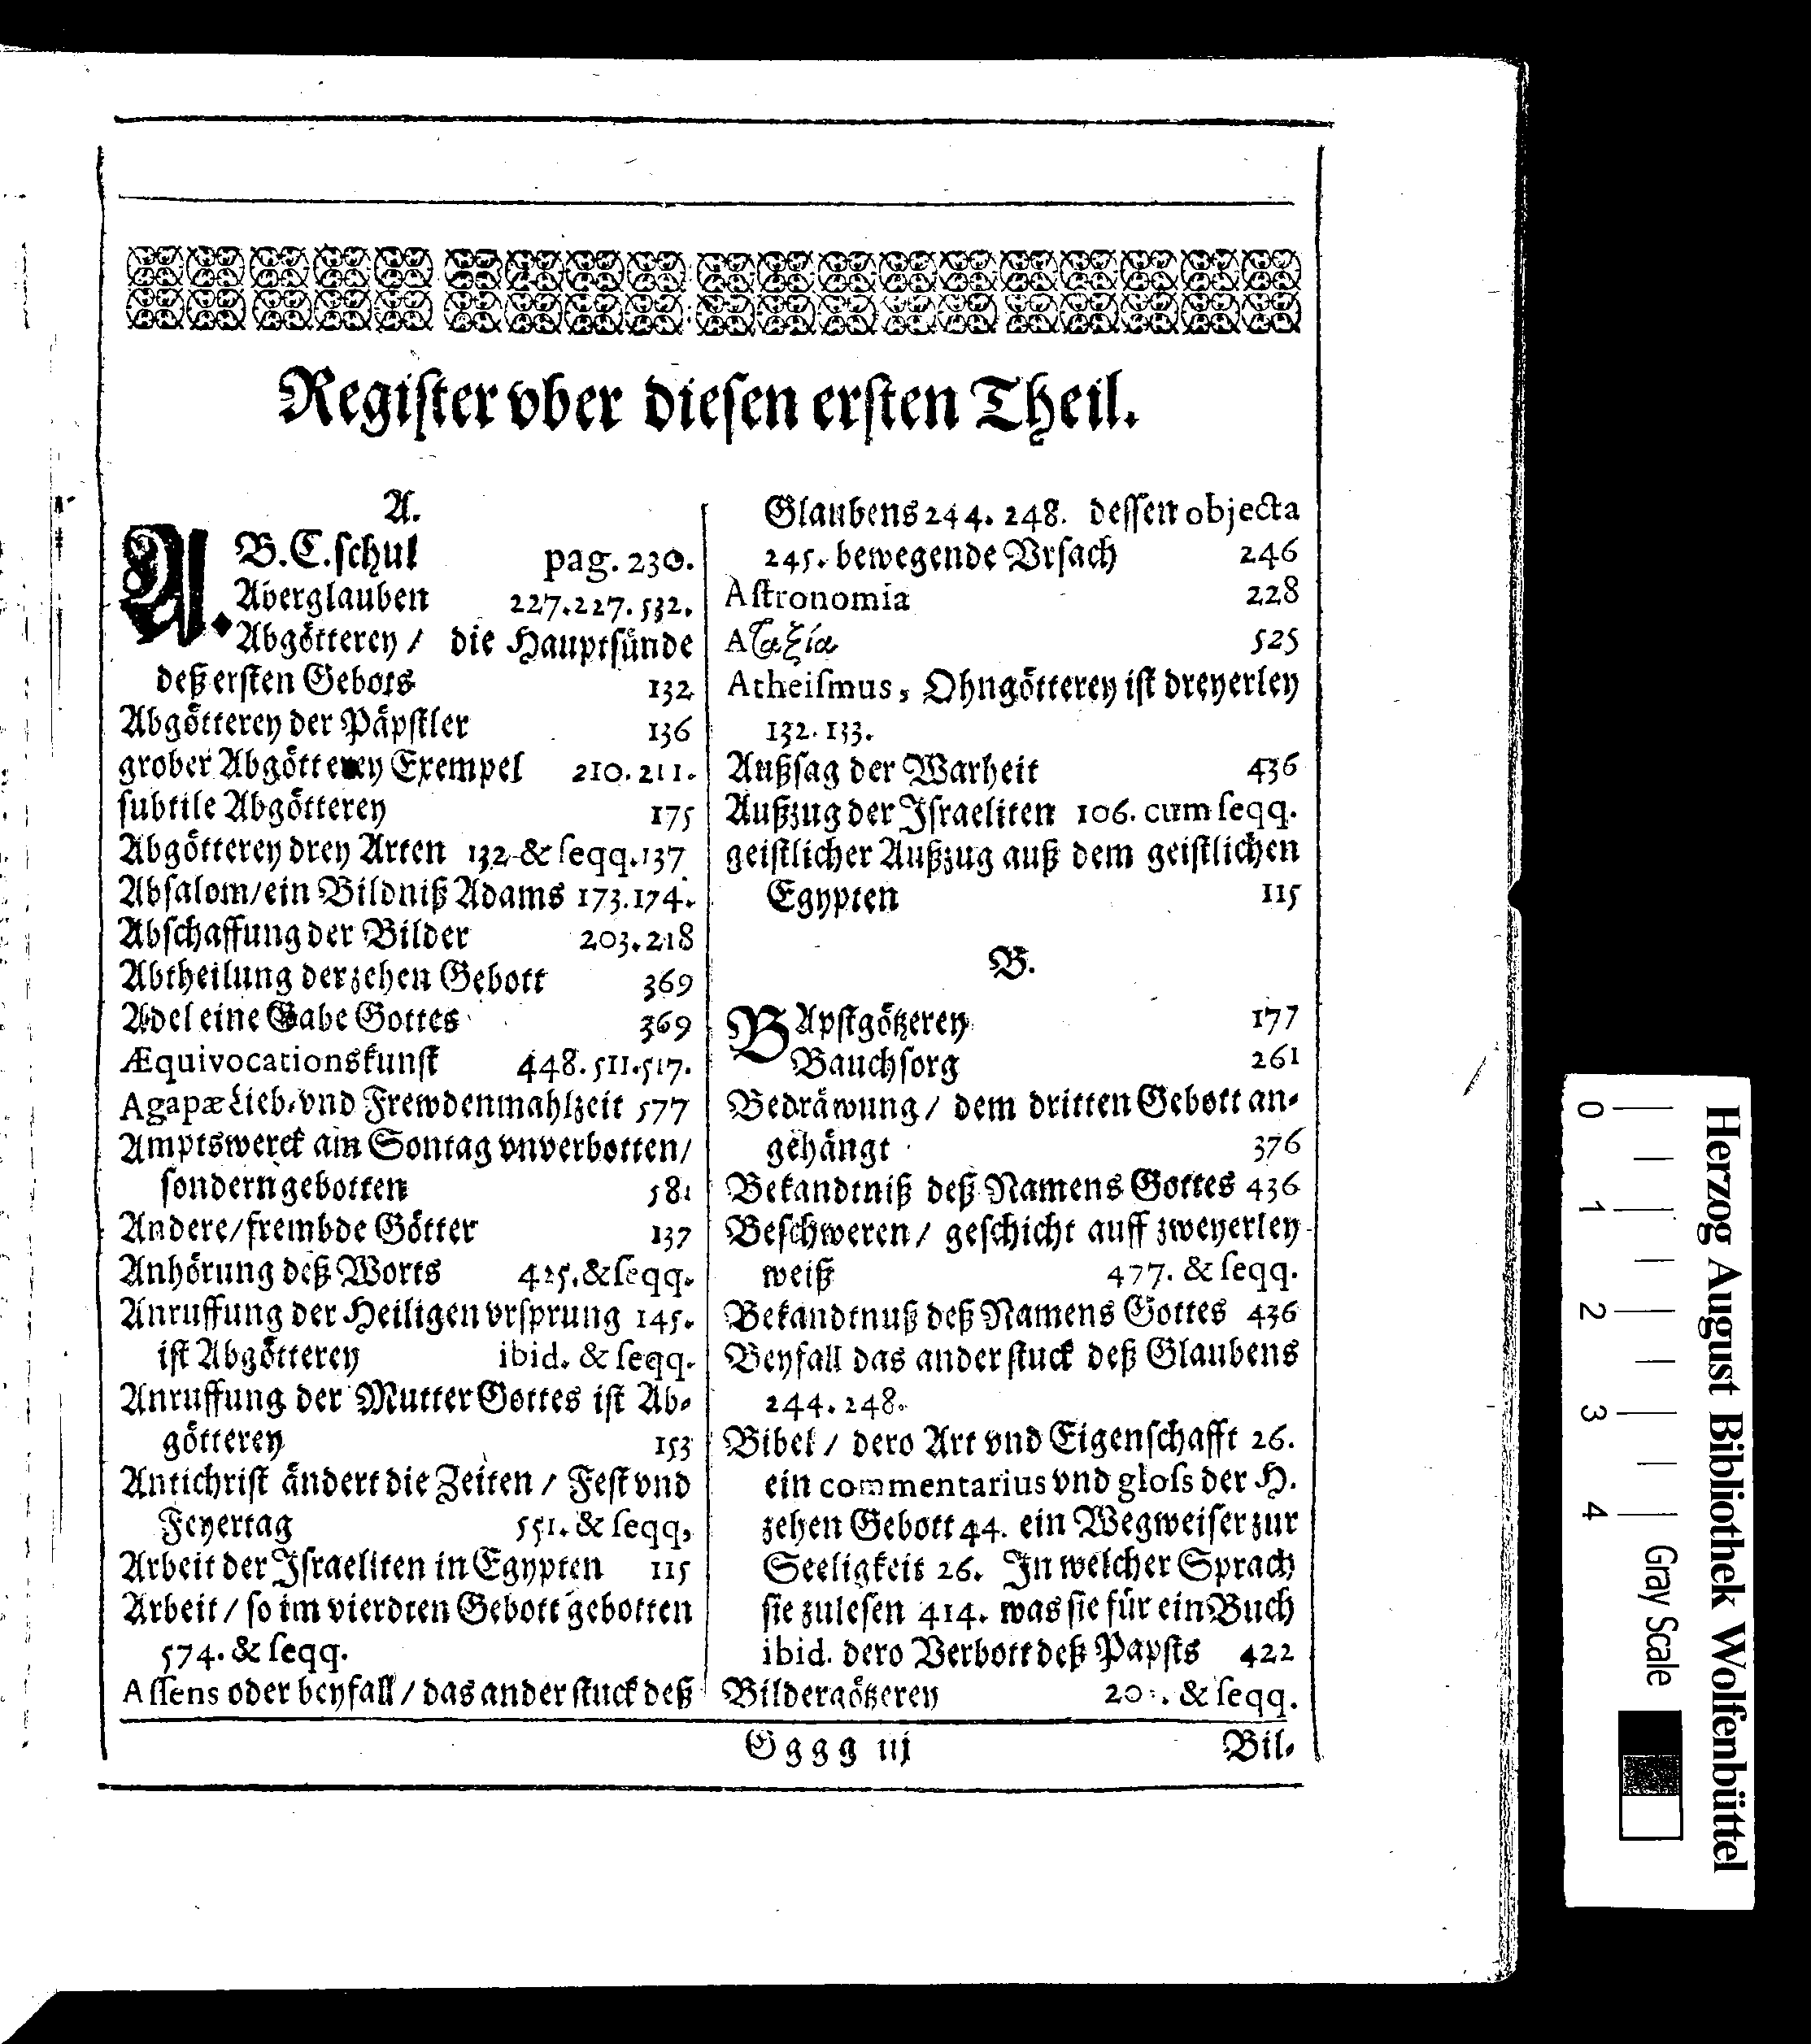 Register vber diesen ersten Theil.
A.
A.B.C.schul pag. 230.
Aberglauben 227.227.532.
Abgötterey / die Hauptsünde
deß ersten Gebots 132
Abgötterey der Päpstler 136
grober Abgötterey Exempel 210.211.
subtile Abgötterey 175
Abgötterey drey Arten 132 & seqq.137
Absalom/ein Bildniß Adams 173.174.
Abschaffung der Bilder 203.218
Abtheilung der zehen Gebott 369
Adel eine Gabe Gottes 369
Æquivocationskunst 448.511.517.
Agapæ Lieb-vnd Frewdenmahlzeit 577
Amptswerck am Sontag vnverbotten/
sondern gebotten 581
Andere/frembde Götter 137
Anhörung deß Worts 425.&seqq.
Anruffung der Heiligen vrsprung 145.
ist Abgötterey ibid. & seqq.
Anruffung der Mutter Gottes ist Ab-
götterey 153
Antichrist ändert die Zeiten / Fest vnd
Feyertag 551. & seqq,
Arbeit der Israeliten in Egypten 115
Arbeit / so im vierdten Gebott gebotten
574. & seqq.
Assens oder beyfall / das ander stuck deß
Glaubens 244. 248. dessen objecta
245. bewegende Vrsach 246
Astronomia 228
Αταξία 525
Atheismus, Ohngötterey ist dreyerley
132. 133.
Außsag der Warheit 436
Außzug der Israeliten 106. cum seqq.
geistlicher Außzug auß dem geistlichen
Egypten 115
B.
BApstgötzerey 177
Bauchsorg 261
Bedräwung / dem dritten Gebott an-
gehängt 376
Bekandtniß deß Namens Gottes 436
Beschweren / geschicht auff zweyerley
weiß 477. & seqq.
Bekandtnuß deß Namens Gottes 436
Beyfall das ander stuck deß Glaubens
244. 248.
Bibel / dero Art vnd Eigenschafft 26.
ein commentarius vnd gloss der H.
zehen Gebott 44. ein Wegweiser zur
Seeligkeit 26. In welcher Sprach
sie zulesen 414. was sie für ein Buch
ibid. dero Verbott deß Papsts 422
Bildergötzerey & seqq.
Gggg iij Bil-
Herzog August Bibliothek Wolfenbüttel
0 1 2 3 4 Gray Scale